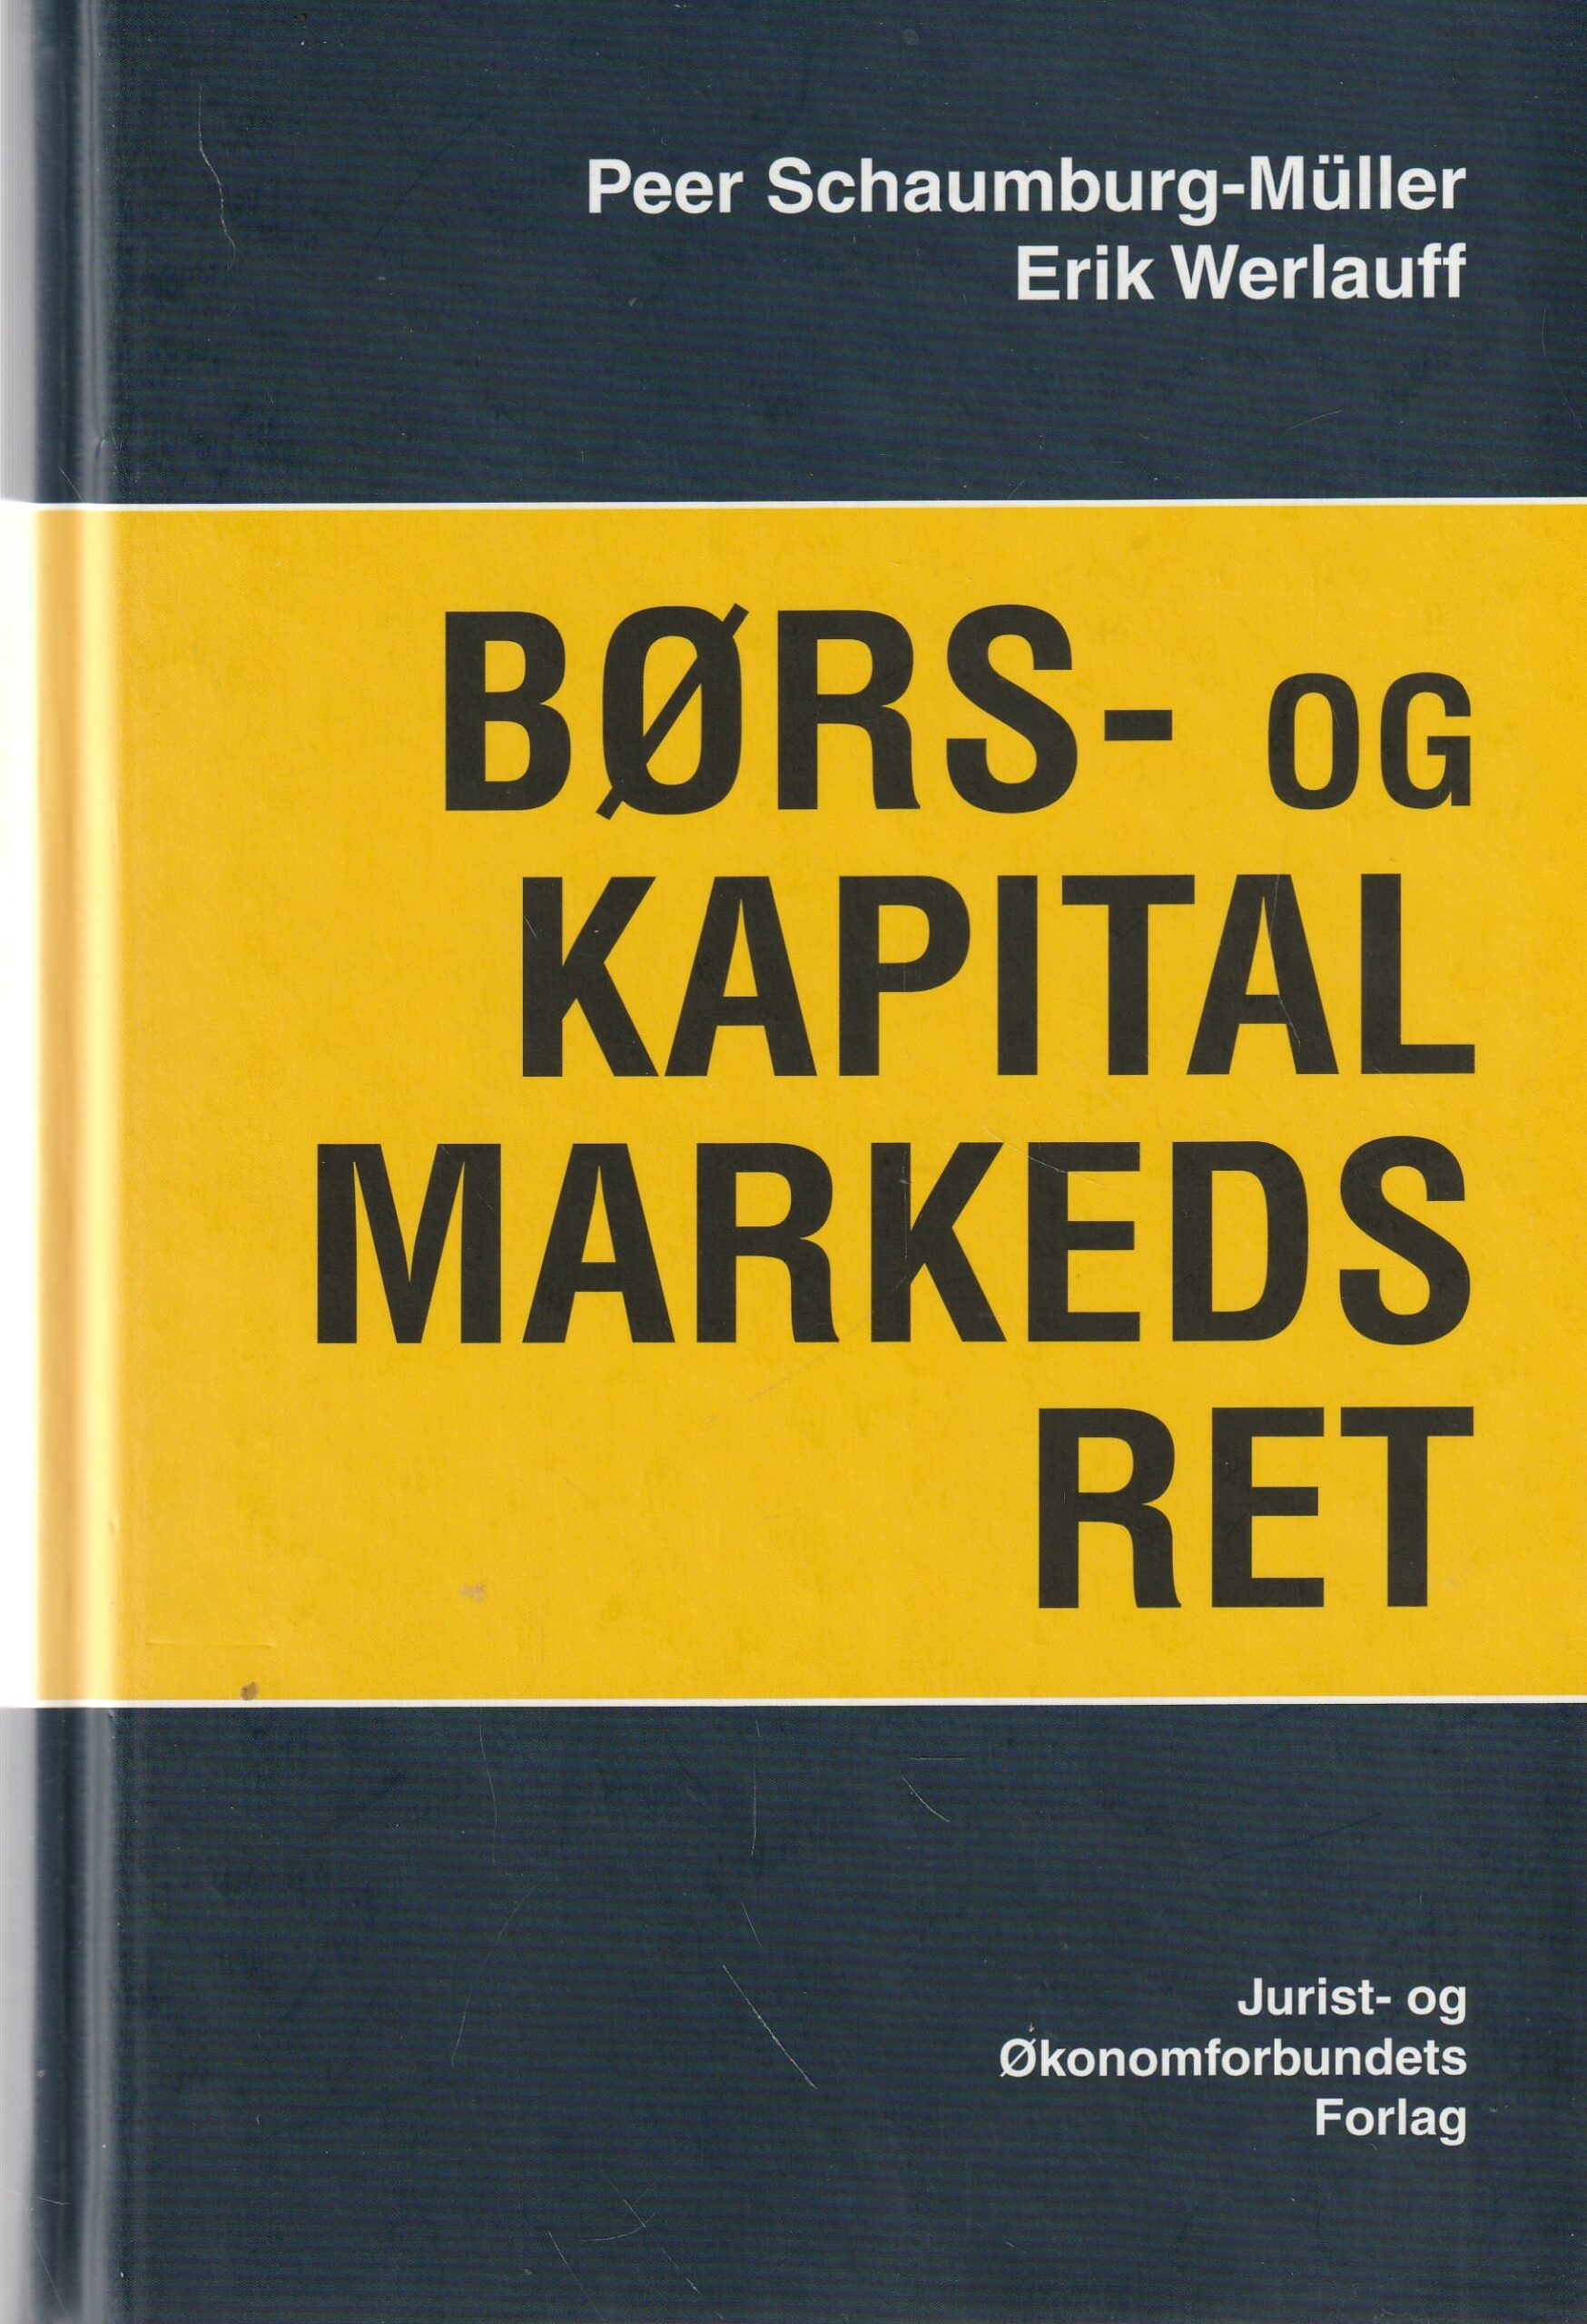 Peer Schaumburg-Müller
Erik Werlauff
BØRS- OG
KAPITAL
MARKEDS
RET
Jurist- og
Økonomforbundets
Forlag